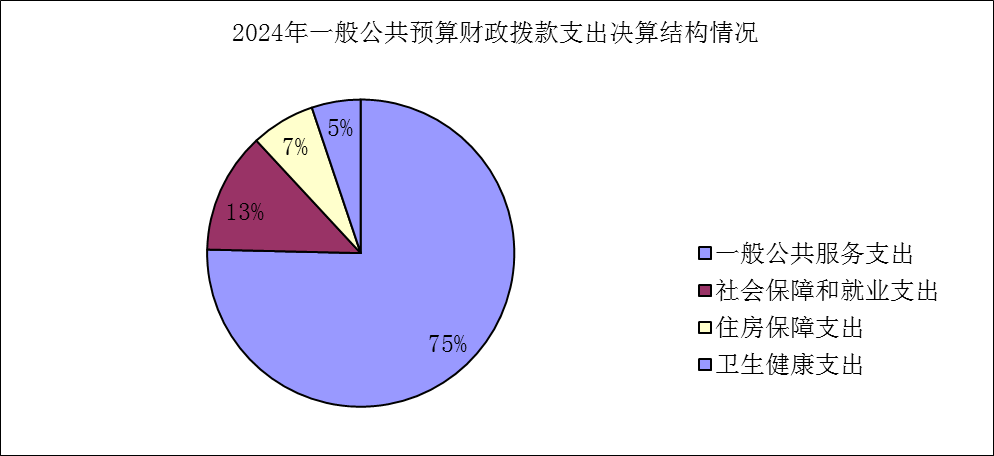 2024年一般公共预算财政拨款支出决算结构情况
5%
7%
13%
75%
一般公共服务支出
社会保障和就业支出
住房保障支出
卫生健康支出